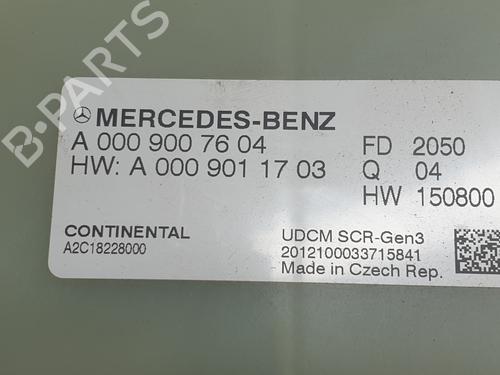 B-PARTS
MERCEDES-BENZ
A 000 900 76 04 FD 2050
HW: A 000 901 17 03 Q 04
HW 150800
CONTINENTAL UDCM SCR-Gen3
A2C18228000 2012100033715841
Made in Czech Rep.